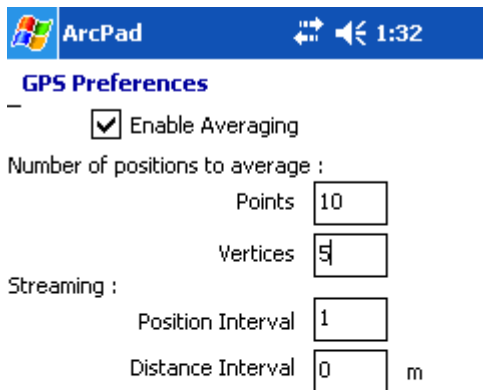 ArcPad 1:32
GPS Preferences
Enable Averaging
Number of positions to average :
Points 10
Vertices 5
Streaming :
Position Interval 1
Distance Interval 0 m